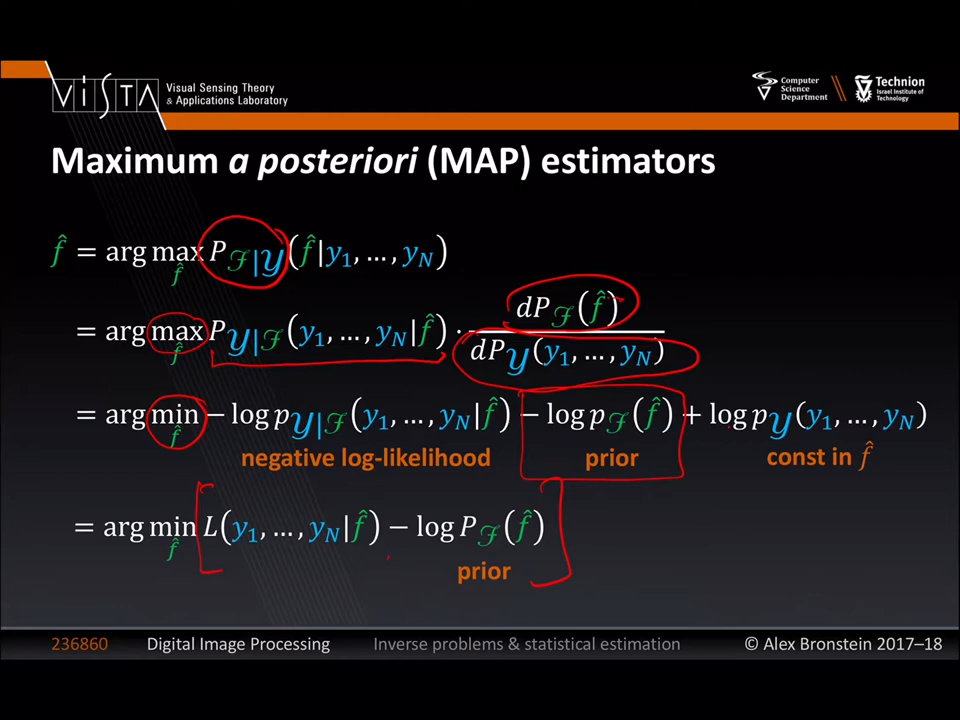 ViSTA Visual Sensing Theory & Applications Laboratory
Computer Science Department Technion Israel Institute of Technology
Maximum a posteriori (MAP) estimators
f̂ = arg max_f̂ P_ℱ|𝒴(f̂|y₁, …, y_N)
= arg max_f̂ P_𝒴|ℱ(y₁, …, y_N|f̂) · dP_ℱ(f̂) / dP_𝒴(y₁, …, y_N)
= arg min_f̂ − log p_𝒴|ℱ(y₁, …, y_N|f̂) − log p_ℱ(f̂) + log p_𝒴(y₁, …, y_N)
negative log-likelihood prior const in f̂
= arg min_f̂ L(y₁, …, y_N|f̂) − log P_ℱ(f̂)
prior
236860 Digital Image Processing Inverse problems & statistical estimation © Alex Bronstein 2017–18